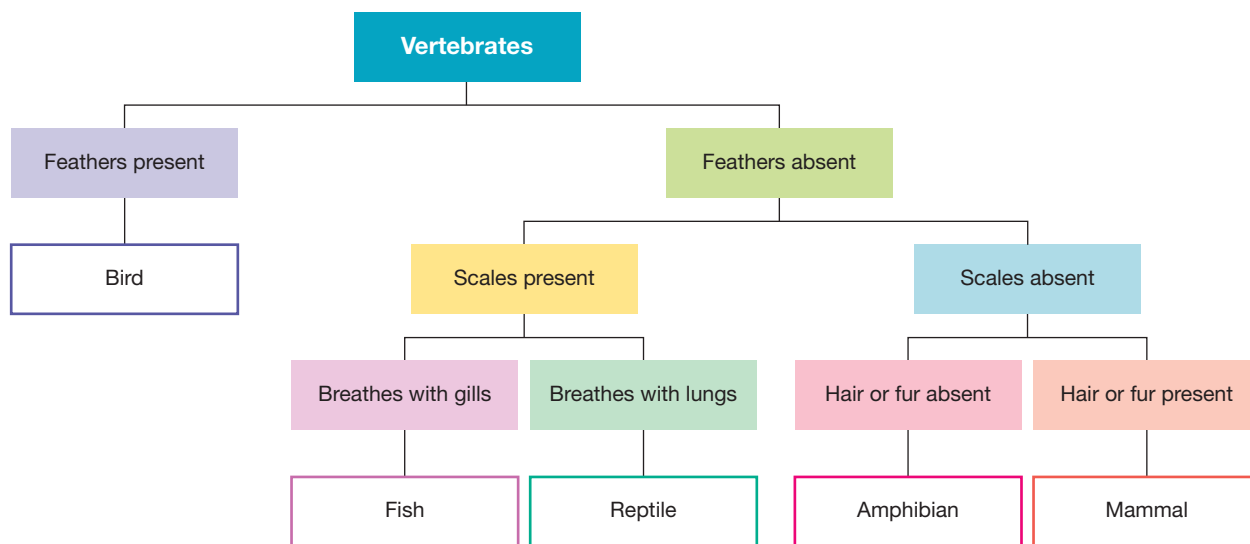 Vertebrates
Feathers present
Feathers absent
Bird
Scales present
Scales absent
Breathes with gills
Breathes with lungs
Hair or fur absent
Hair or fur present
Fish
Reptile
Amphibian
Mammal